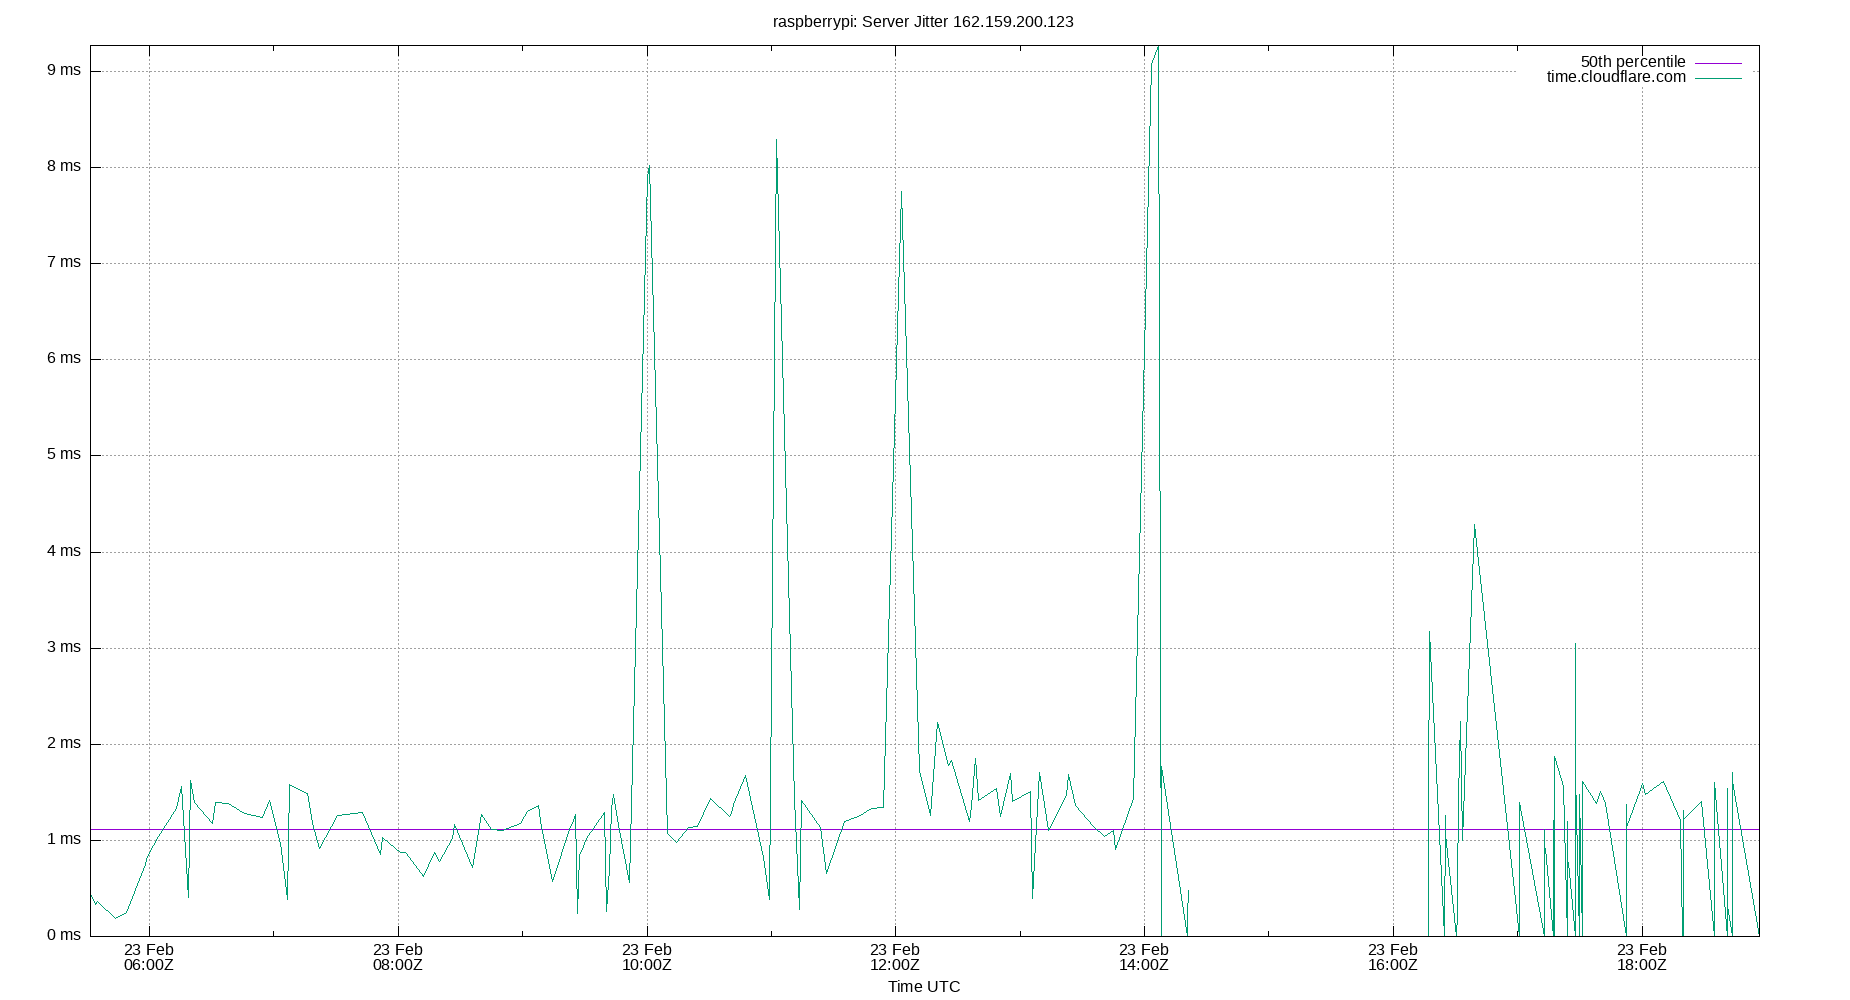 raspberrypi: Server Jitter 162.159.200.123
50th percentile
time.cloudflare.com
9 ms
8 ms
7 ms
6 ms
5 ms
4 ms
3 ms
2 ms
1 ms
0 ms
23 Feb 23 Feb 23 Feb 23 Feb 23 Feb 23 Feb 23 Feb
06:00Z 08:00Z 10:00Z 12:00Z 14:00Z 16:00Z 18:00Z
Time UTC